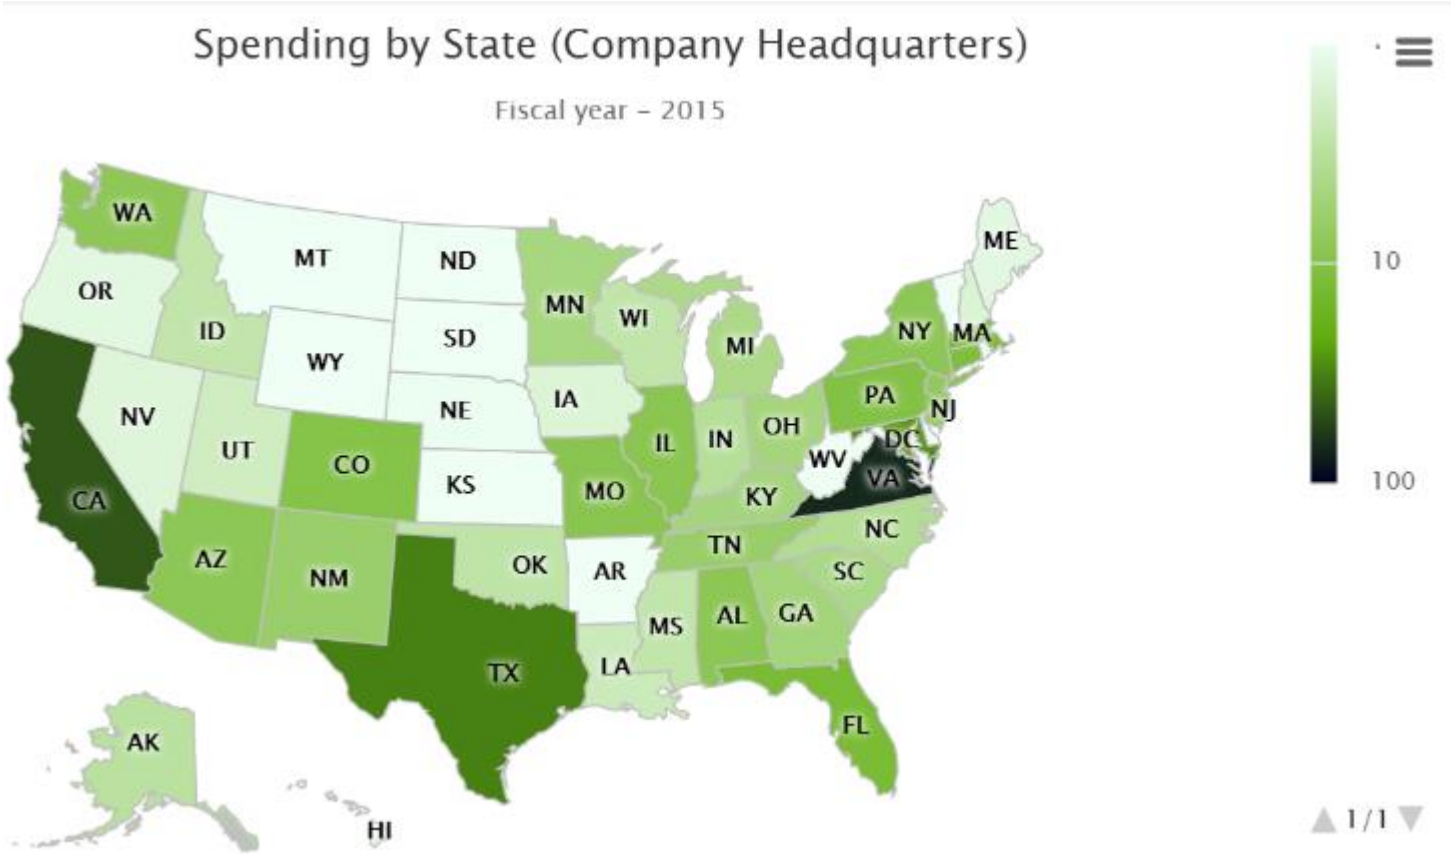 Spending by State (Company Headquarters)
Fiscal year - 2015
WA
MT
ND
ME
OR
MN
ID
WI
SD
NY
MA
MI
WY
IA
PA
NE
NV
NJ
UT
IL
IN
OH
DC
CO
WV
KS
MO
KY
VA
CA
NC
AZ
TN
NM
OK
AR
SC
MS
AL
GA
LA
TX
FL
AK
HI
10
100
1/1